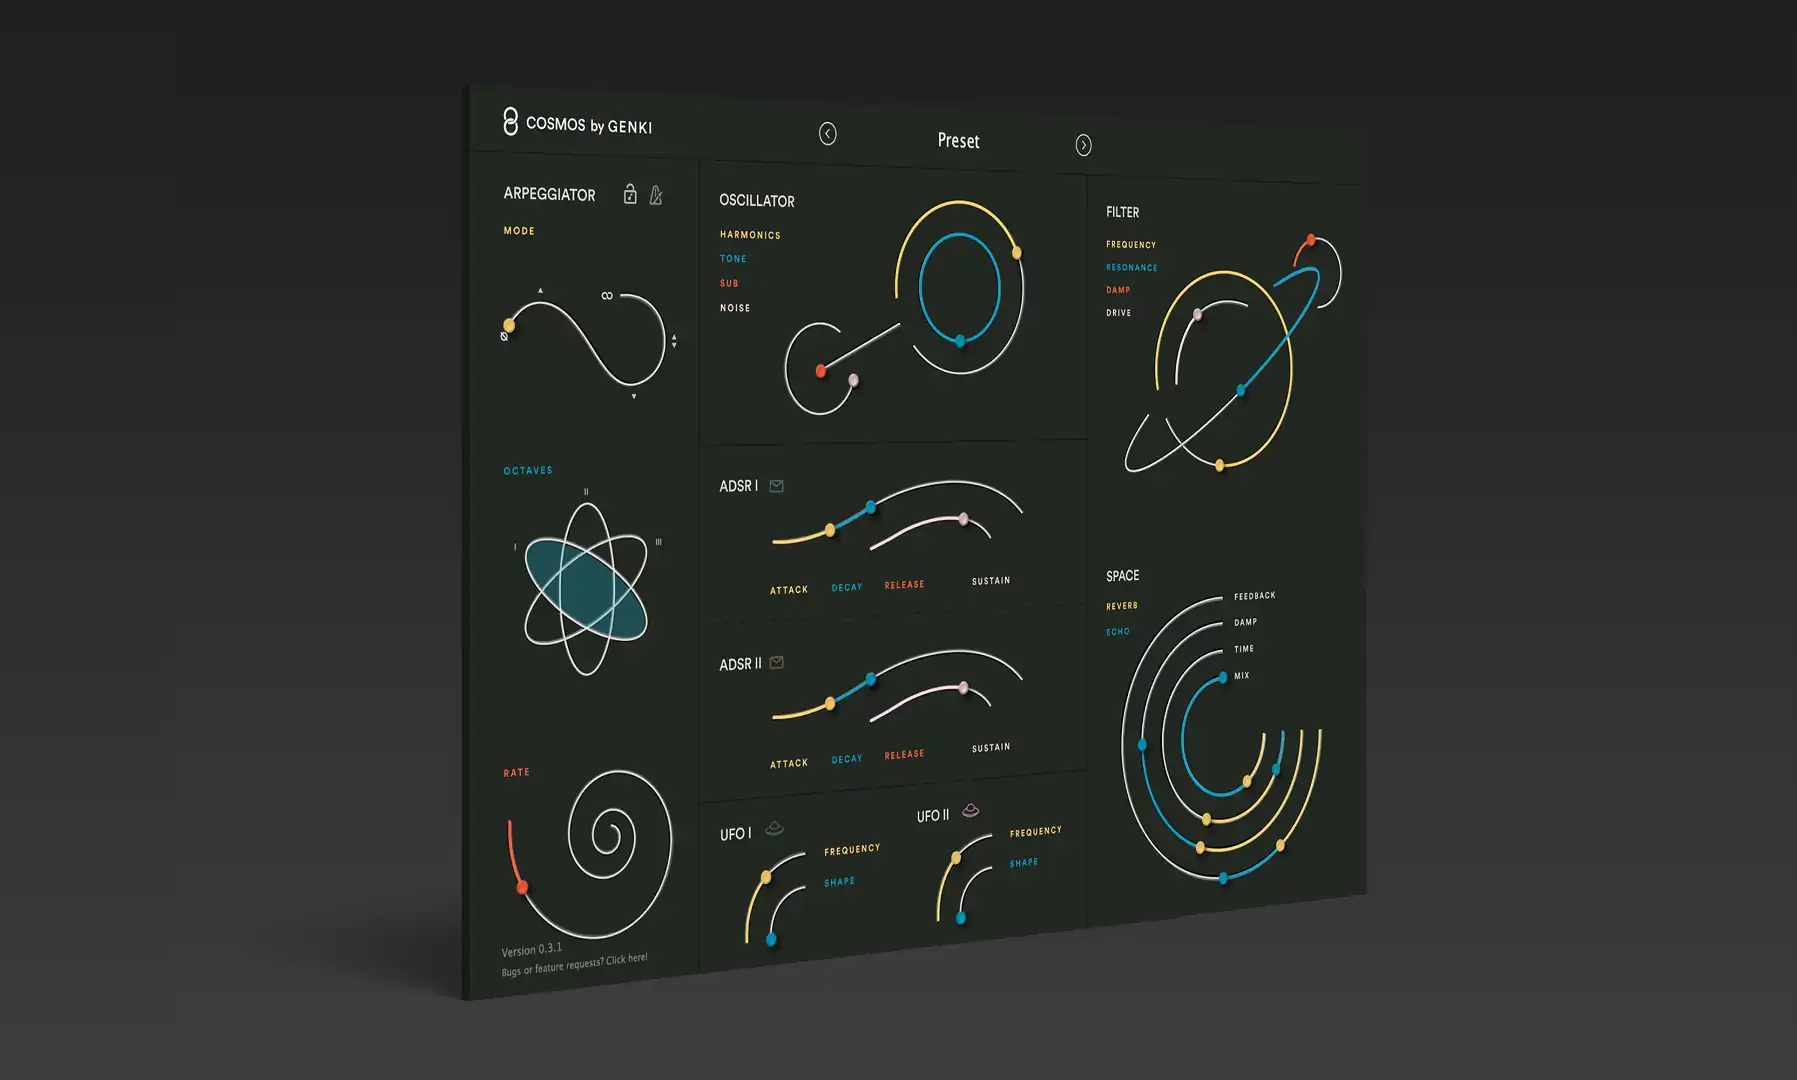 COSMOS by GENKI
Preset
ARPEGGIATOR
MODE
∞
Ø
OCTAVES
I
II
III
RATE
Version 0.3.1
Bugs or feature requests? Click here!
OSCILLATOR
HARMONICS
TONE
SUB
NOISE
ADSR I
ATTACK DECAY RELEASE SUSTAIN
ADSR II
ATTACK DECAY RELEASE SUSTAIN
UFO I
FREQUENCY
SHAPE
UFO II
FREQUENCY
SHAPE
FILTER
FREQUENCY
RESONANCE
DAMP
DRIVE
SPACE
REVERB
ECHO
FEEDBACK
DAMP
TIME
MIX